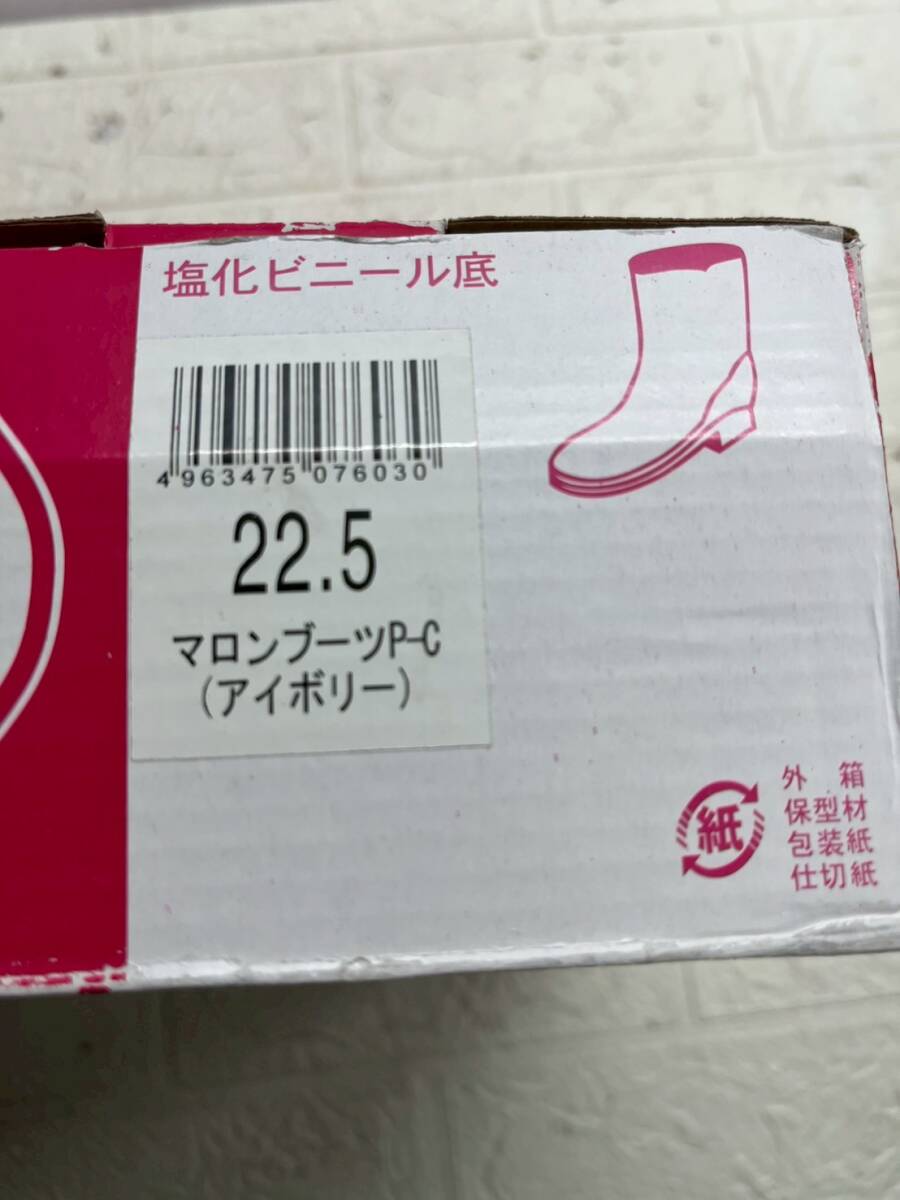 塩化ビニール底
4963475076030
22.5
マロンブーツP-C
(アイボリー)
紙
外 箱
保型材
包装紙
仕切紙